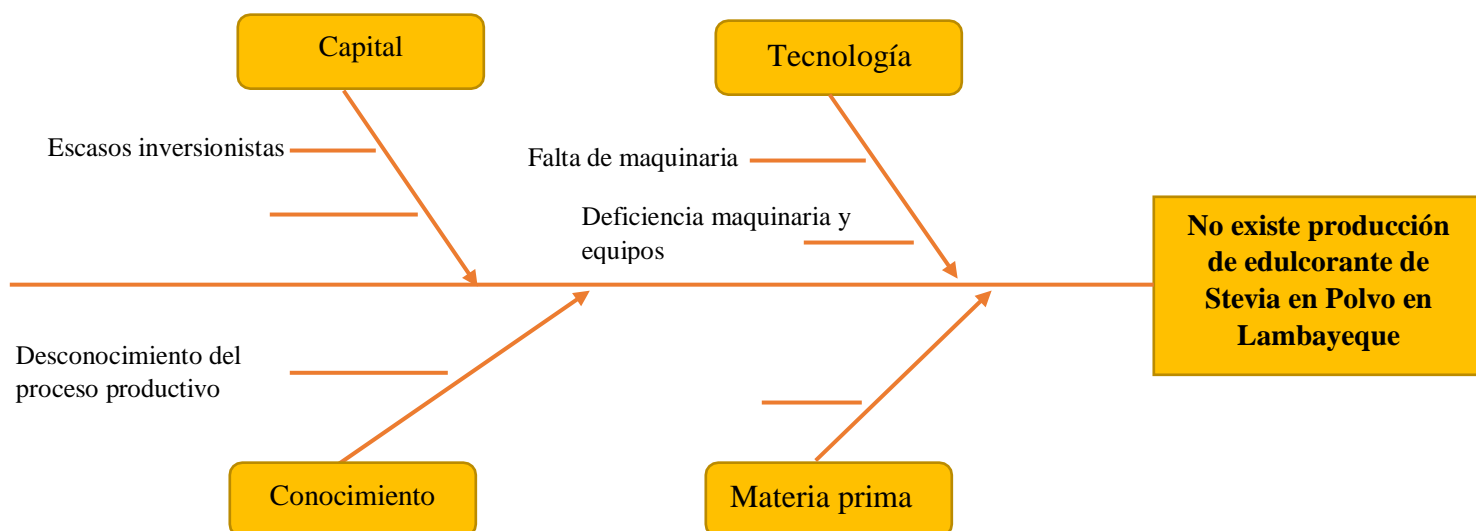 Capital
Tecnología
Escasos inversionistas
Falta de maquinaria
Deficiencia maquinaria y
equipos
No existe producción
de edulcorante de
Stevia en Polvo en
Lambayeque
Desconocimiento del
proceso productivo
Conocimiento
Materia prima